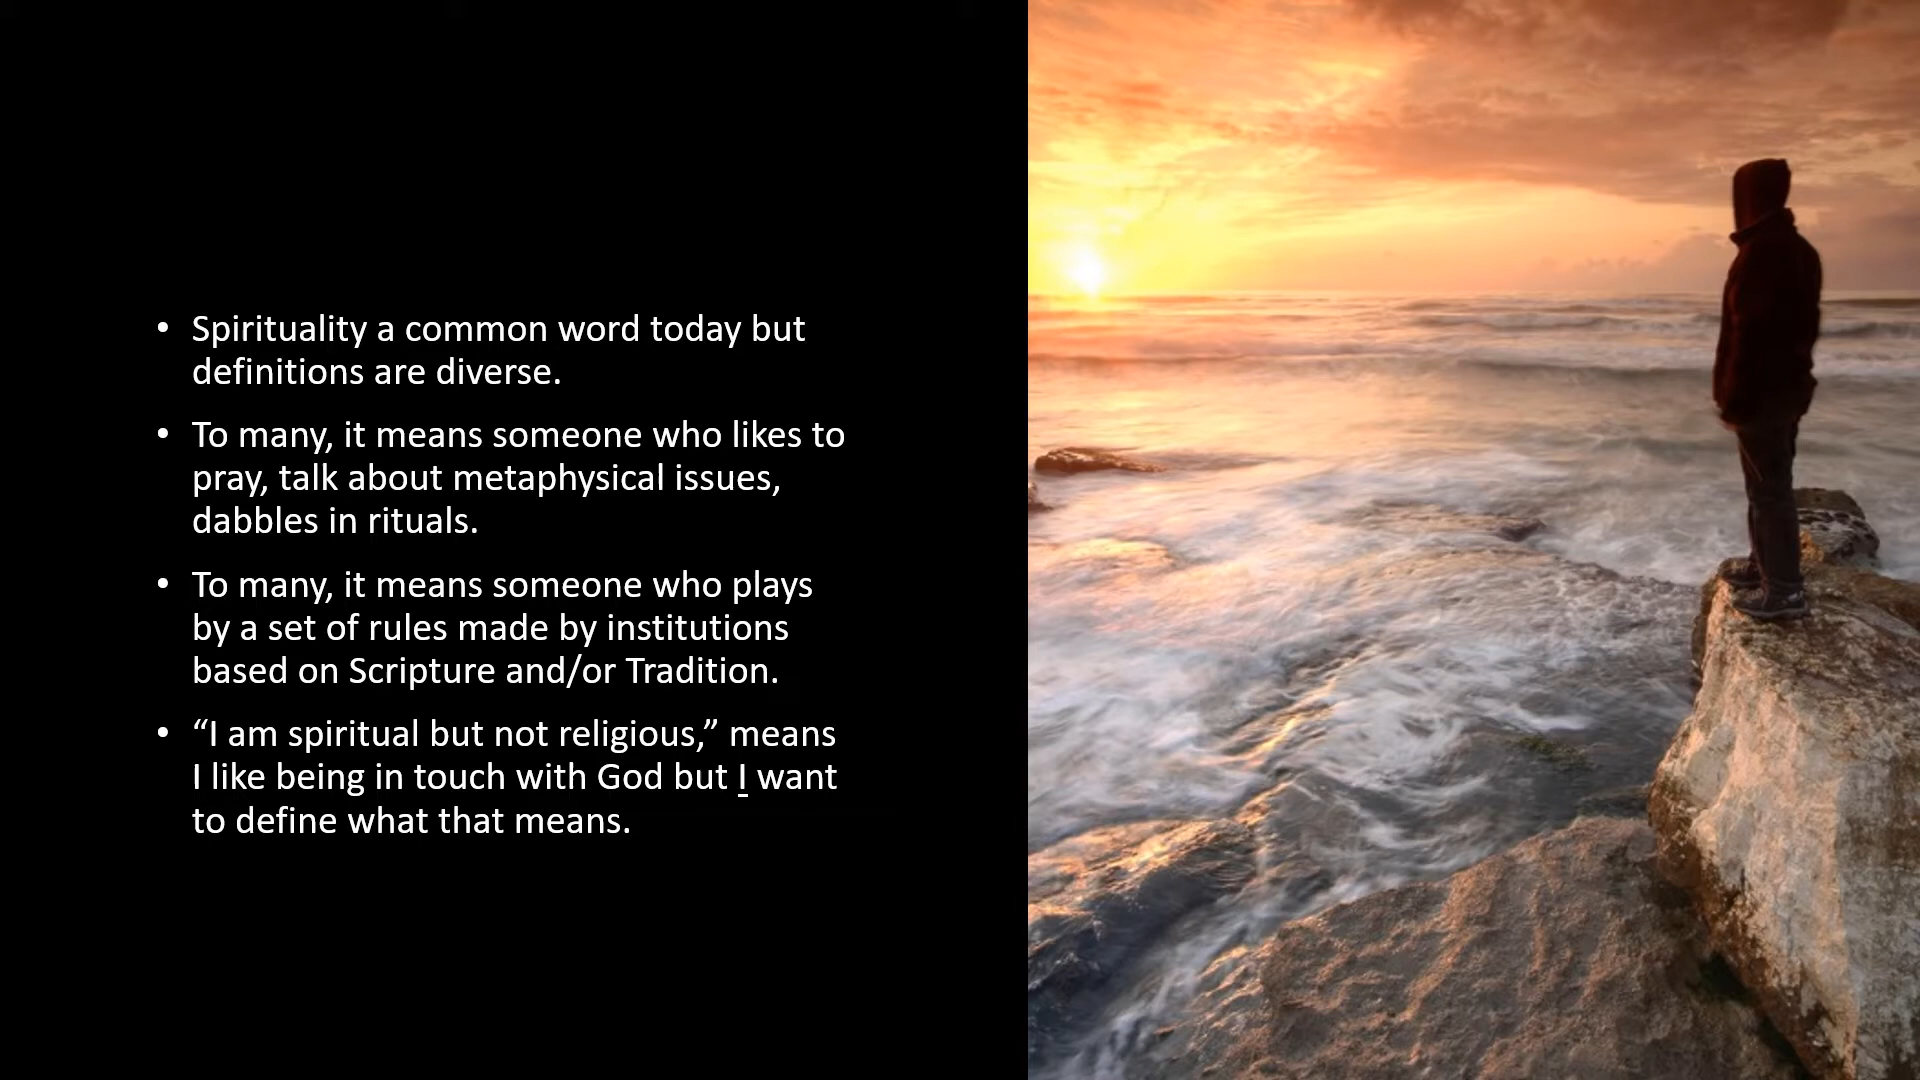 • Spirituality a common word today but
definitions are diverse.
• To many, it means someone who likes to
pray, talk about metaphysical issues,
dabbles in rituals.
• To many, it means someone who plays
by a set of rules made by institutions
based on Scripture and/or Tradition.
• “I am spiritual but not religious,” means
I like being in touch with God but I want
to define what that means.